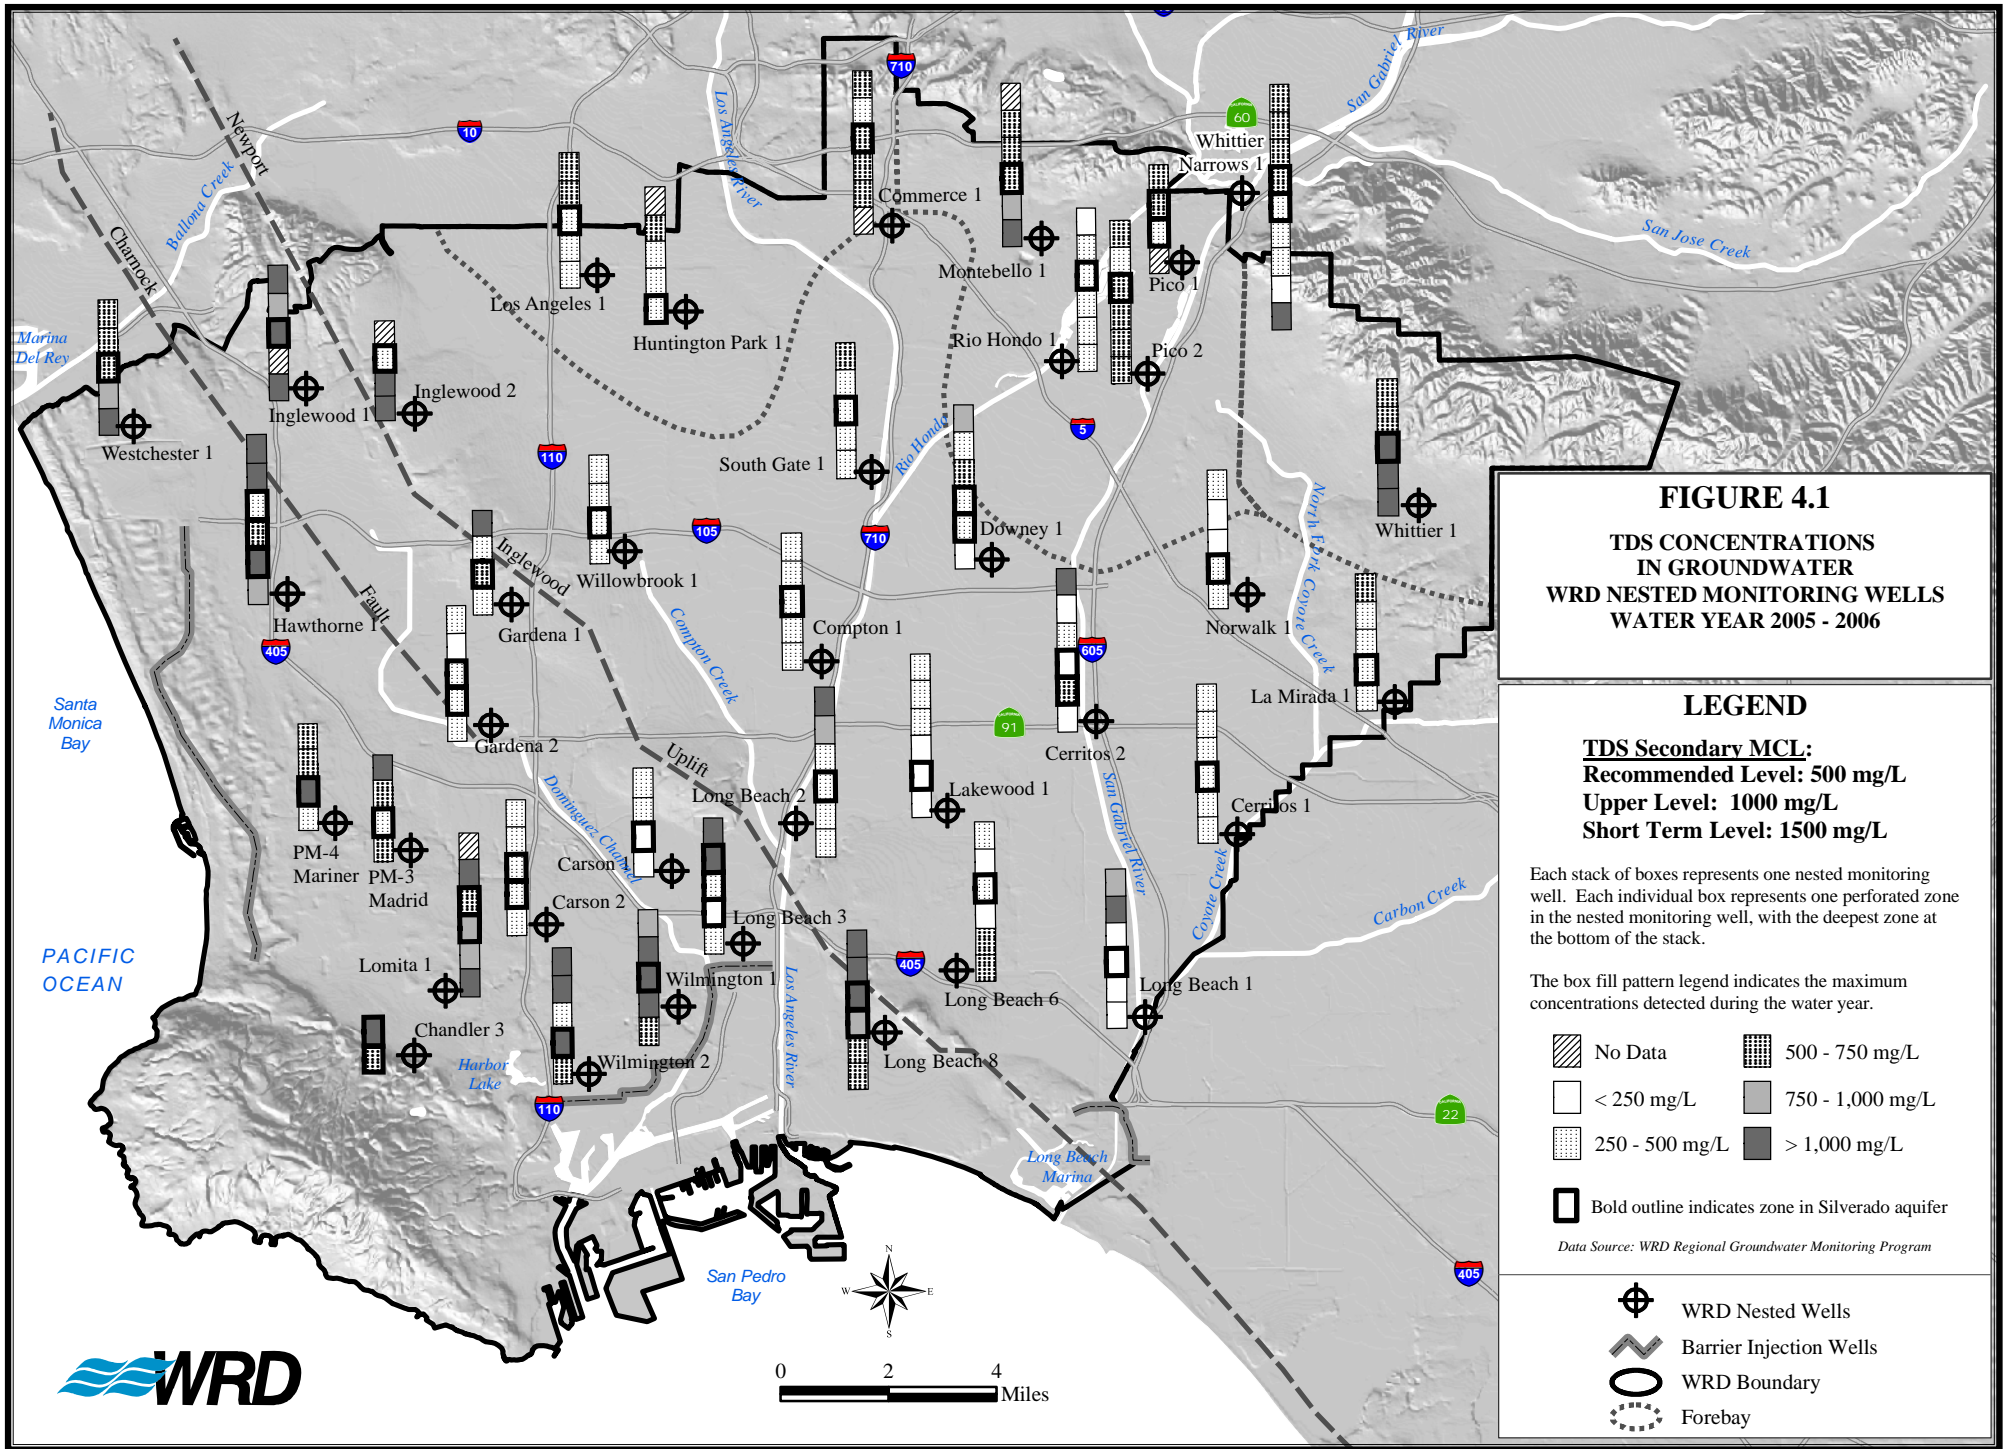 FIGURE 4.1
TDS CONCENTRATIONS
IN GROUNDWATER
WRD NESTED MONITORING WELLS
WATER YEAR 2005 - 2006
LEGEND
TDS Secondary MCL:
Recommended Level: 500 mg/L
Upper Level: 1000 mg/L
Short Term Level: 1500 mg/L
Each stack of boxes represents one nested monitoring
well. Each individual box represents one perforated zone
in the nested monitoring well, with the deepest zone at
the bottom of the stack.
The box fill pattern legend indicates the maximum
concentrations detected during the water year.
No Data
500 - 750 mg/L
< 250 mg/L
750 - 1,000 mg/L
250 - 500 mg/L
> 1,000 mg/L
Bold outline indicates zone in Silverado aquifer
Data Source: WRD Regional Groundwater Monitoring Program
WRD Nested Wells
Barrier Injection Wells
WRD Boundary
Forebay
San Gabriel River
710
CALIFORNIA
60
10
Newport
Los Angeles River
Whittier
Narrows 1
Ballona Creek
Commerce 1
San Jose Creek
Charnock
Montebello 1
Pico 1
Los Angeles 1
Marina
Del Rey
Huntington Park 1
Rio Hondo 1
Pico 2
Inglewood 2
Inglewood 1
Westchester 1
110
South Gate 1
Rio Hondo
5
North Fork Coyote Creek
Whittier 1
105
710
Downey 1
Inglewood
Willowbrook 1
Fault
Hawthorne 1
Gardena 1
Compton Creek
Compton 1
Norwalk 1
405
605
La Mirada 1
Santa
Monica
Bay
CALIFORNIA
91
Gardena 2
Uplift
Cerritos 2
Dominguez Channel
Long Beach 2
Lakewood 1
San Gabriel River
Cerritos 1
PM-4
Mariner
PM-3
Madrid
Carson 1
Carson 2
Long Beach 3
Coyote Creek
Carbon Creek
PACIFIC
OCEAN
Lomita 1
Wilmington 1
405
Los Angeles River
Long Beach 6
Long Beach 1
Chandler 3
Harbor
Lake
Wilmington 2
Long Beach 8
110
CALIFORNIA
22
Long Beach
Marina
San Pedro
Bay
N
W
E
S
405
WRD
0 2 4
Miles